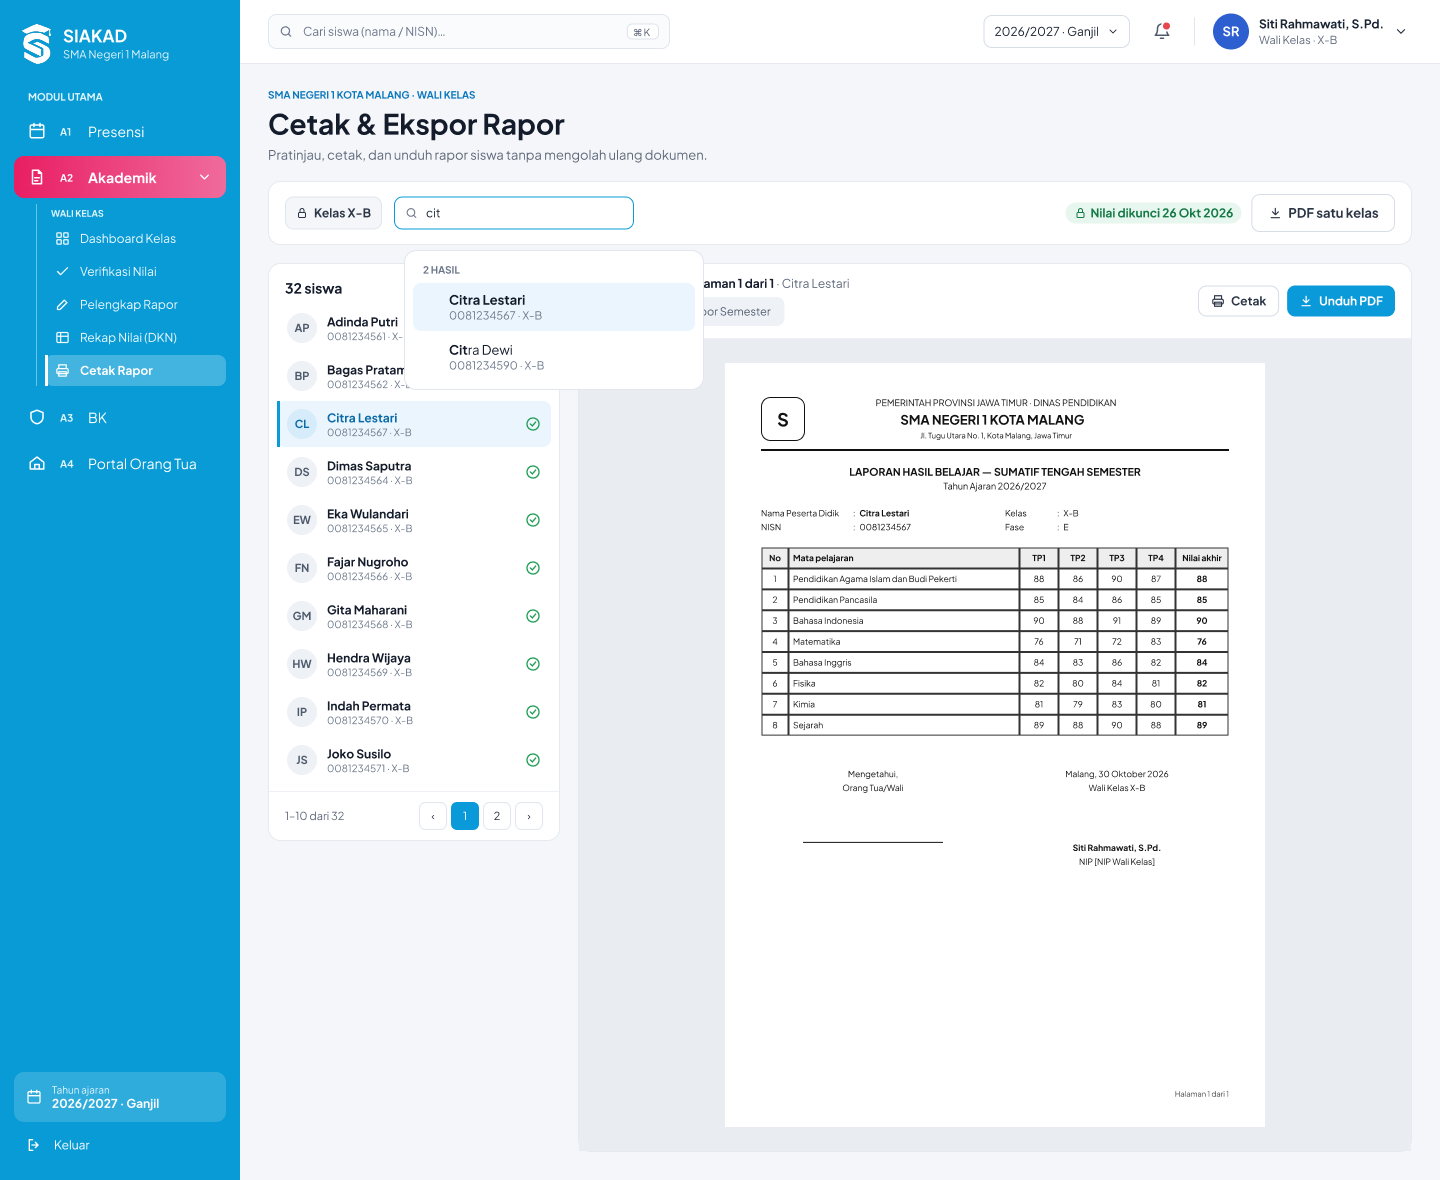 SIAKAD
SMA Negeri 1 Malang
MODUL UTAMA
A1 Presensi
A2 Akademik
WALI KELAS
Dashboard Kelas
Verifikasi Nilai
Pelengkap Rapor
Rekap Nilai (DKN)
Cetak Rapor
A3 BK
A4 Portal Orang Tua
Tahun ajaran
2026/2027 · Ganjil
Keluar
Cari siswa (nama / NISN)...
⌘K
2026/2027 · Ganjil
SR
Siti Rahmawati, S.Pd.
Wali Kelas · X-B
SMA NEGERI 1 KOTA MALANG · WALI KELAS
Cetak & Ekspor Rapor
Pratinjau, cetak, dan unduh rapor siswa tanpa mengolah ulang dokumen.
Kelas X-B
cit
Nilai dikunci 26 Okt 2026
PDF satu kelas
2 HASIL
Citra Lestari
0081234567 · X-B
Citra Dewi
0081234590 · X-B
32 siswa
AP Adinda Putri
0081234561 · X-
BP Bagas Pratam
0081234562 · X-B
CL Citra Lestari
0081234567 · X-B
DS Dimas Saputra
0081234564 · X-B
EW Eka Wulandari
0081234565 · X-B
FN Fajar Nugroho
0081234566 · X-B
GM Gita Maharani
0081234568 · X-B
HW Hendra Wijaya
0081234569 · X-B
IP Indah Permata
0081234570 · X-B
JS Joko Susilo
0081234571 · X-B
1–10 dari 32 ‹ 1 2 ›
aman 1 dari 1 · Citra Lestari
por Semester
Cetak
Unduh PDF
S
PEMERINTAH PROVINSI JAWA TIMUR · DINAS PENDIDIKAN
SMA NEGERI 1 KOTA MALANG
Jl. Tugu Utara No. 1, Kota Malang, Jawa Timur
LAPORAN HASIL BELAJAR — SUMATIF TENGAH SEMESTER
Tahun Ajaran 2026/2027
Nama Peserta Didik : Citra Lestari Kelas : X-B
NISN : 0081234567 Fase : E
No Mata pelajaran TP1 TP2 TP3 TP4 Nilai akhir
1 Pendidikan Agama Islam dan Budi Pekerti 88 86 90 87 88
2 Pendidikan Pancasila 85 84 86 85 85
3 Bahasa Indonesia 90 88 91 89 90
4 Matematika 76 71 72 83 76
5 Bahasa Inggris 84 83 86 82 84
6 Fisika 82 80 84 81 82
7 Kimia 81 79 83 80 81
8 Sejarah 89 88 90 88 89
Mengetahui,
Orang Tua/Wali
Malang, 30 Oktober 2026
Wali Kelas X-B
Siti Rahmawati, S.Pd.
NIP [NIP Wali Kelas]
Halaman 1 dari 1